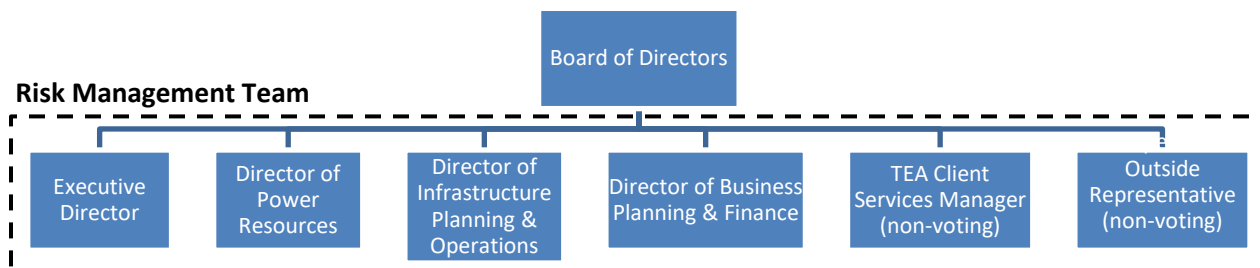 Board of Directors
Risk Management Team
Executive
Director
Director of
Power
Resources
Director of
Infrastructure
Planning &
Operations
Director of Business
Planning & Finance
TEA Client
Services Manager
(non-voting)
Outside
Representative
(non-voting)